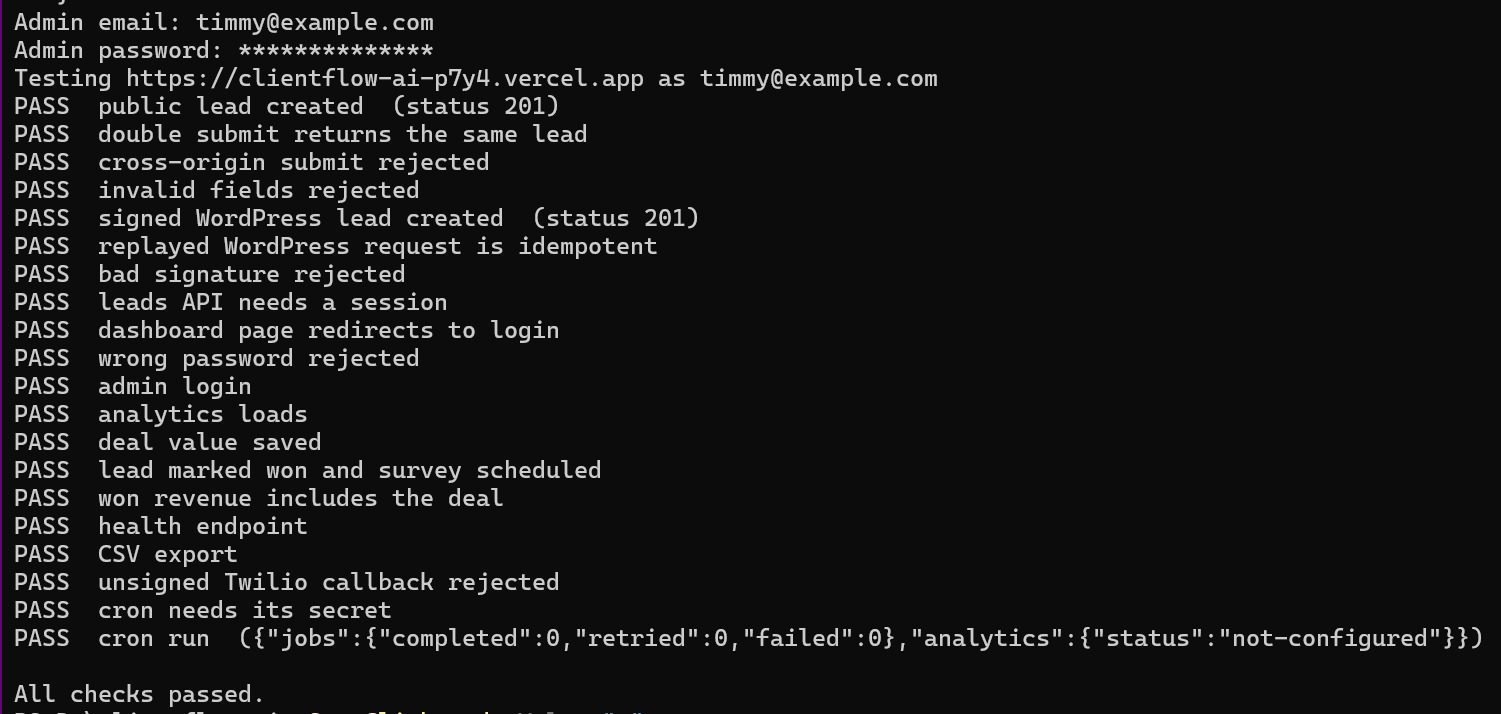 Admin email: timmy@example.com
Admin password: **************
Testing https://clientflow-ai-p7y4.vercel.app as timmy@example.com
PASS  public lead created  (status 201)
PASS  double submit returns the same lead
PASS  cross-origin submit rejected
PASS  invalid fields rejected
PASS  signed WordPress lead created  (status 201)
PASS  replayed WordPress request is idempotent
PASS  bad signature rejected
PASS  leads API needs a session
PASS  dashboard page redirects to login
PASS  wrong password rejected
PASS  admin login
PASS  analytics loads
PASS  deal value saved
PASS  lead marked won and survey scheduled
PASS  won revenue includes the deal
PASS  health endpoint
PASS  CSV export
PASS  unsigned Twilio callback rejected
PASS  cron needs its secret
PASS  cron run  ({"jobs":{"completed":0,"retried":0,"failed":0},"analytics":{"status":"not-configured"}})
All checks passed.